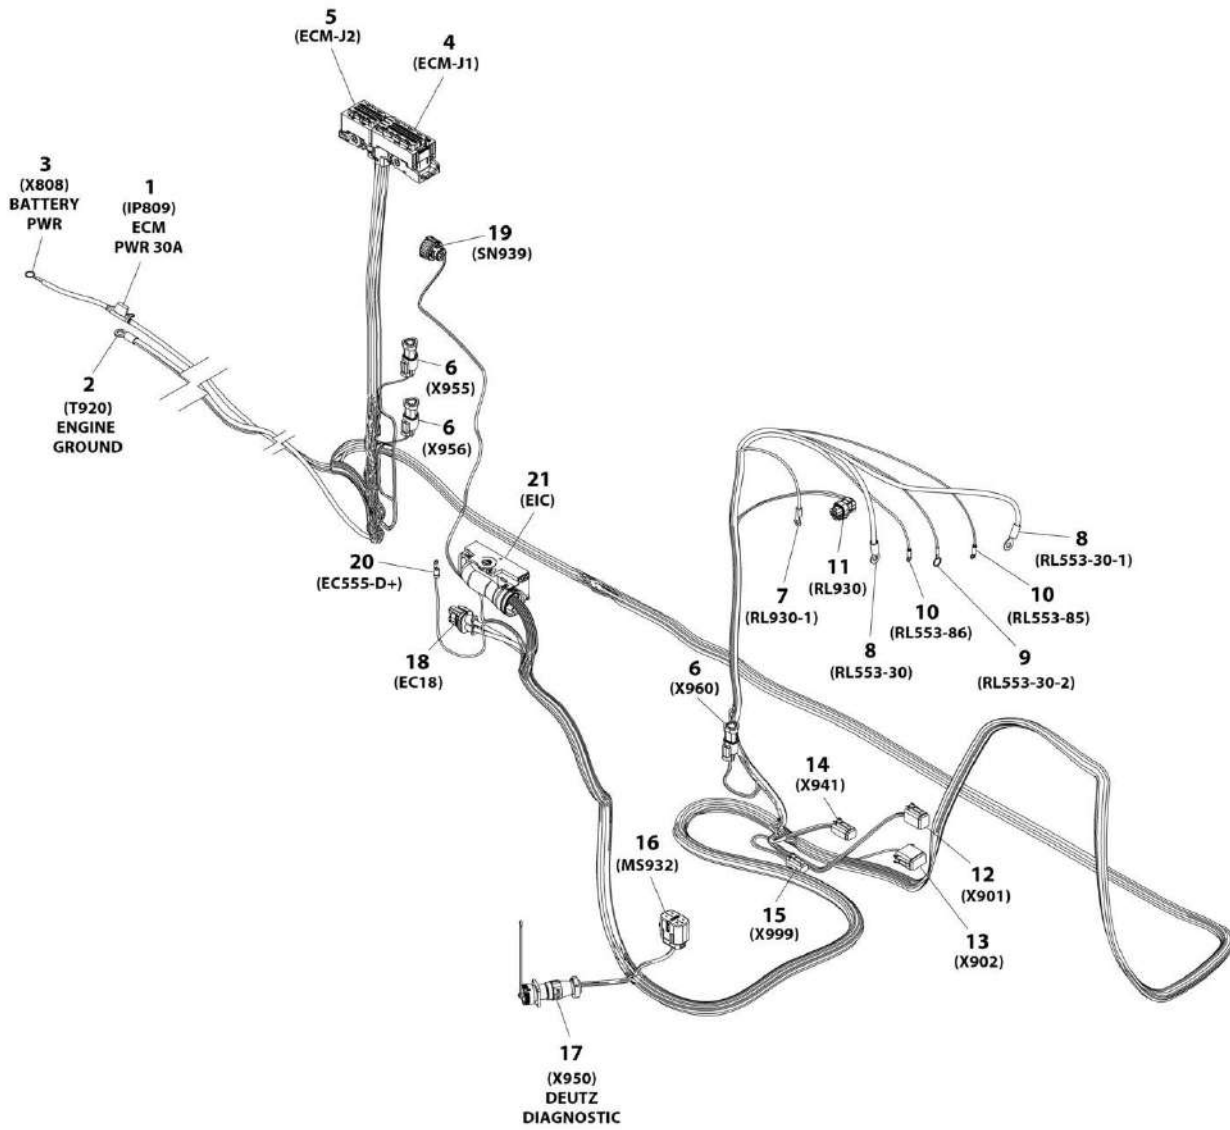 5
(ECM-J2)
4
(ECM-J1)
3
(X808)
BATTERY
PWR
1
(IP809)
ECM
PWR 30A
19
(SN939)
2
(T920)
ENGINE
GROUND
6
(X955)
6
(X956)
21
(EIC)
20
(EC555-D+)
18
(EC18)
7
(RL930-1)
11
(RL930)
8
(RL553-30)
10
(RL553-86)
9
(RL553-30-2)
10
(RL553-85)
8
(RL553-30-1)
6
(X960)
14
(X941)
12
(X901)
13
(X902)
15
(X999)
16
(MS932)
17
(X950)
DEUTZ
DIAGNOSTIC